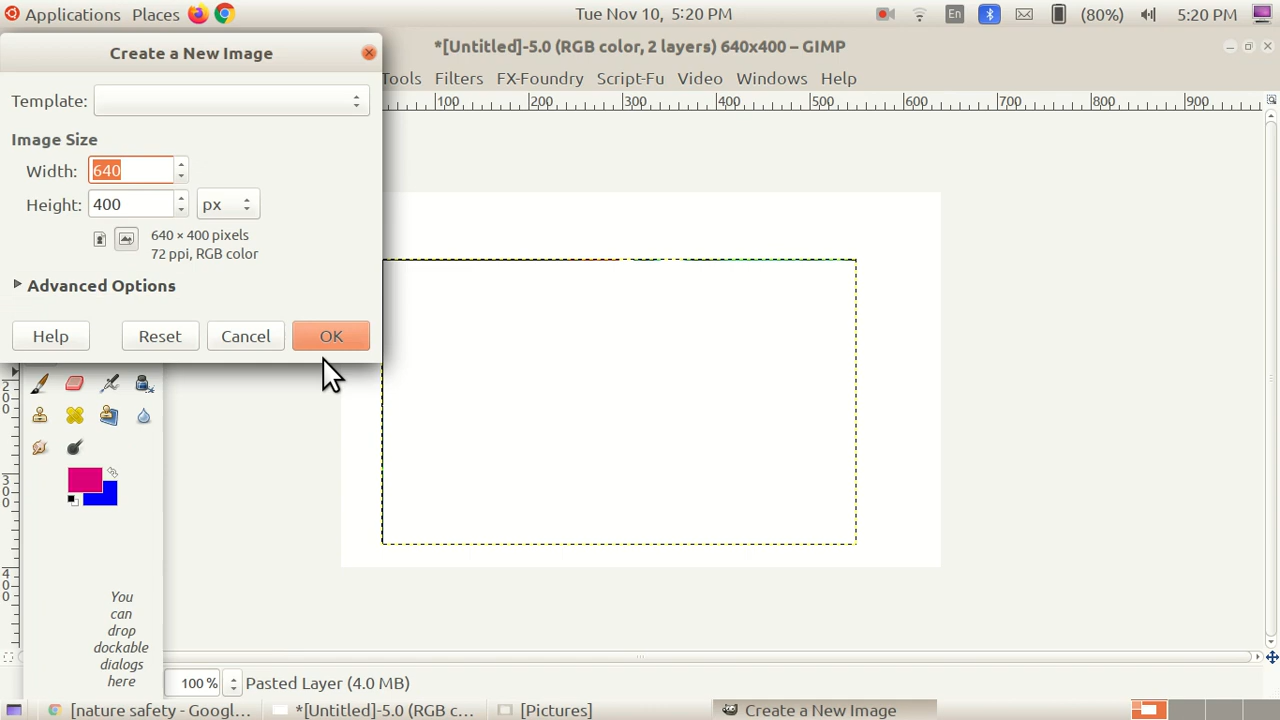 Applications Places Tue Nov 10, 5:20 PM En (80%) 5:20 PM
Create a New Image
*[Untitled]-5.0 (RGB color, 2 layers) 640x400 – GIMP
Tools Filters FX-Foundry Script-Fu Video Windows Help
100 200 300 400 500 600 700 800 900
Template:
Image Size
Width: 640
Height: 400 px
640 × 400 pixels
72 ppi, RGB color
Advanced Options
Help Reset Cancel OK
200
300
400
You
can
drop
dockable
dialogs
here
100 % Pasted Layer (4.0 MB)
[nature safety - Googl... *[Untitled]-5.0 (RGB c... [Pictures] Create a New Image